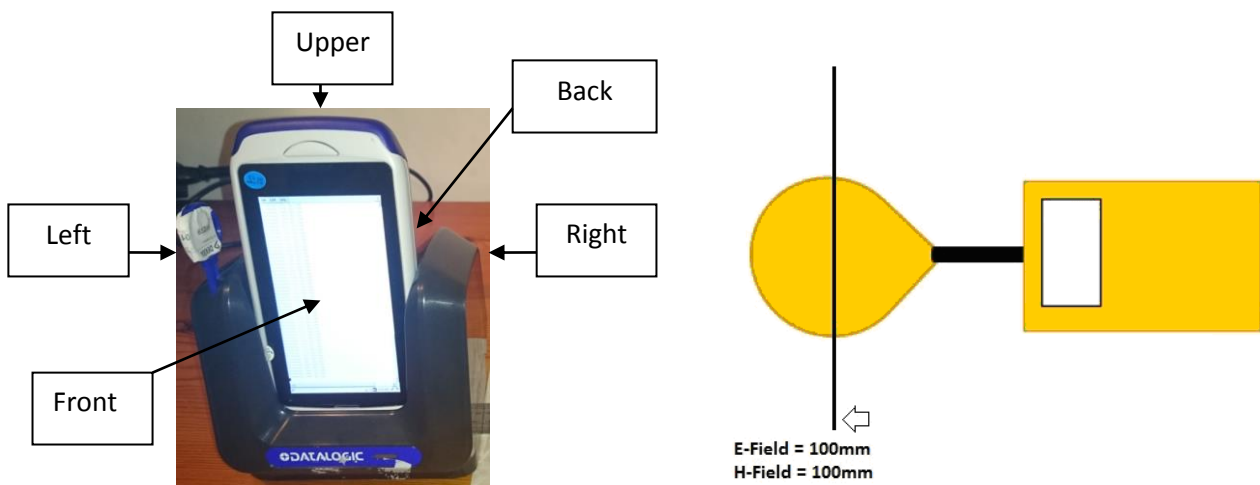 Upper
Back
Left
Right
Front
DATALOGIC
E-Field = 100mm
H-Field = 100mm